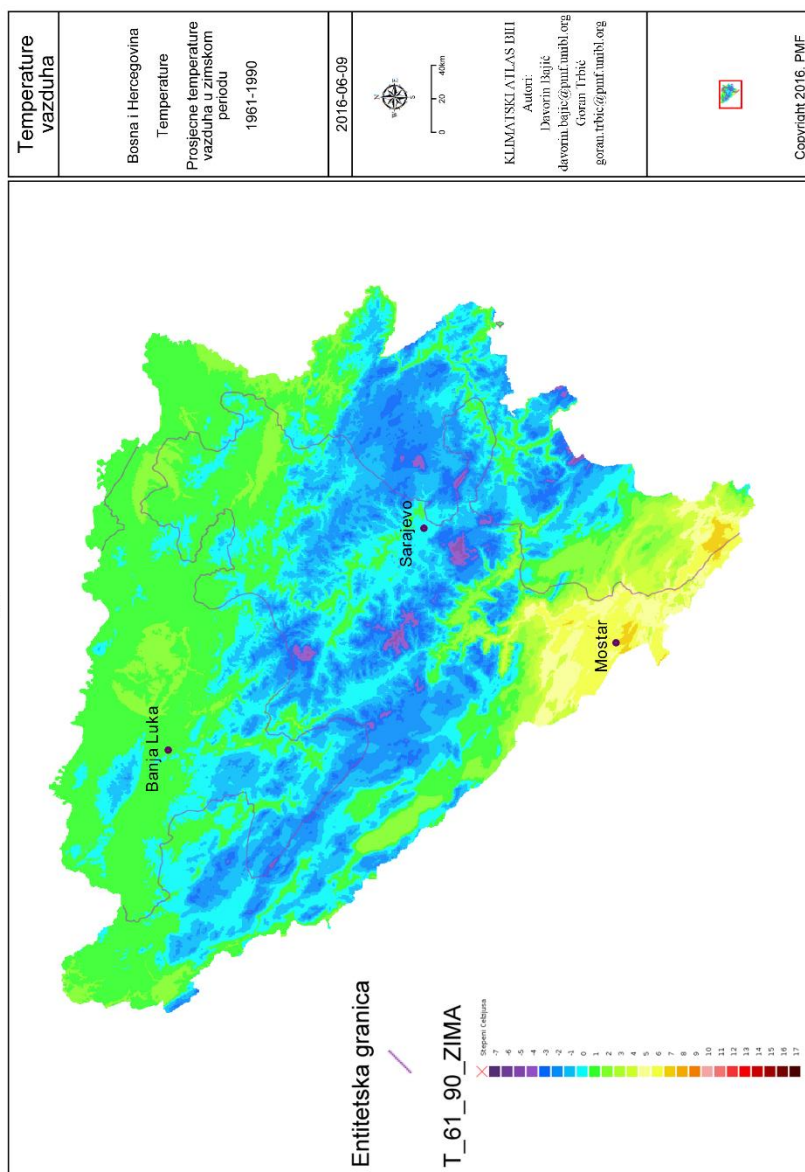 Temperature
vazduha
Bosna i Hercegovina
Temperature
Prosjecne temperature
vazduha u zimskom
periodu
1961-1990
2016-06-09
N
E
S
W
0 20 40km
KLIMATSKI ATLAS BIH
Autori:
Davorin Bajić
davorin.bajic@pmf.unibl.org
Goran Trbić
goran.trbic@pmf.unibl.org
Copyright 2016. PMF
Banja Luka
Sarajevo
Mostar
Entitetska granica
T_61_90_ZIMA
Stepeni Celzijusa
-7
-6
-5
-4
-3
-2
-1
0
1
2
3
4
5
6
7
8
9
10
11
12
13
14
15
16
17